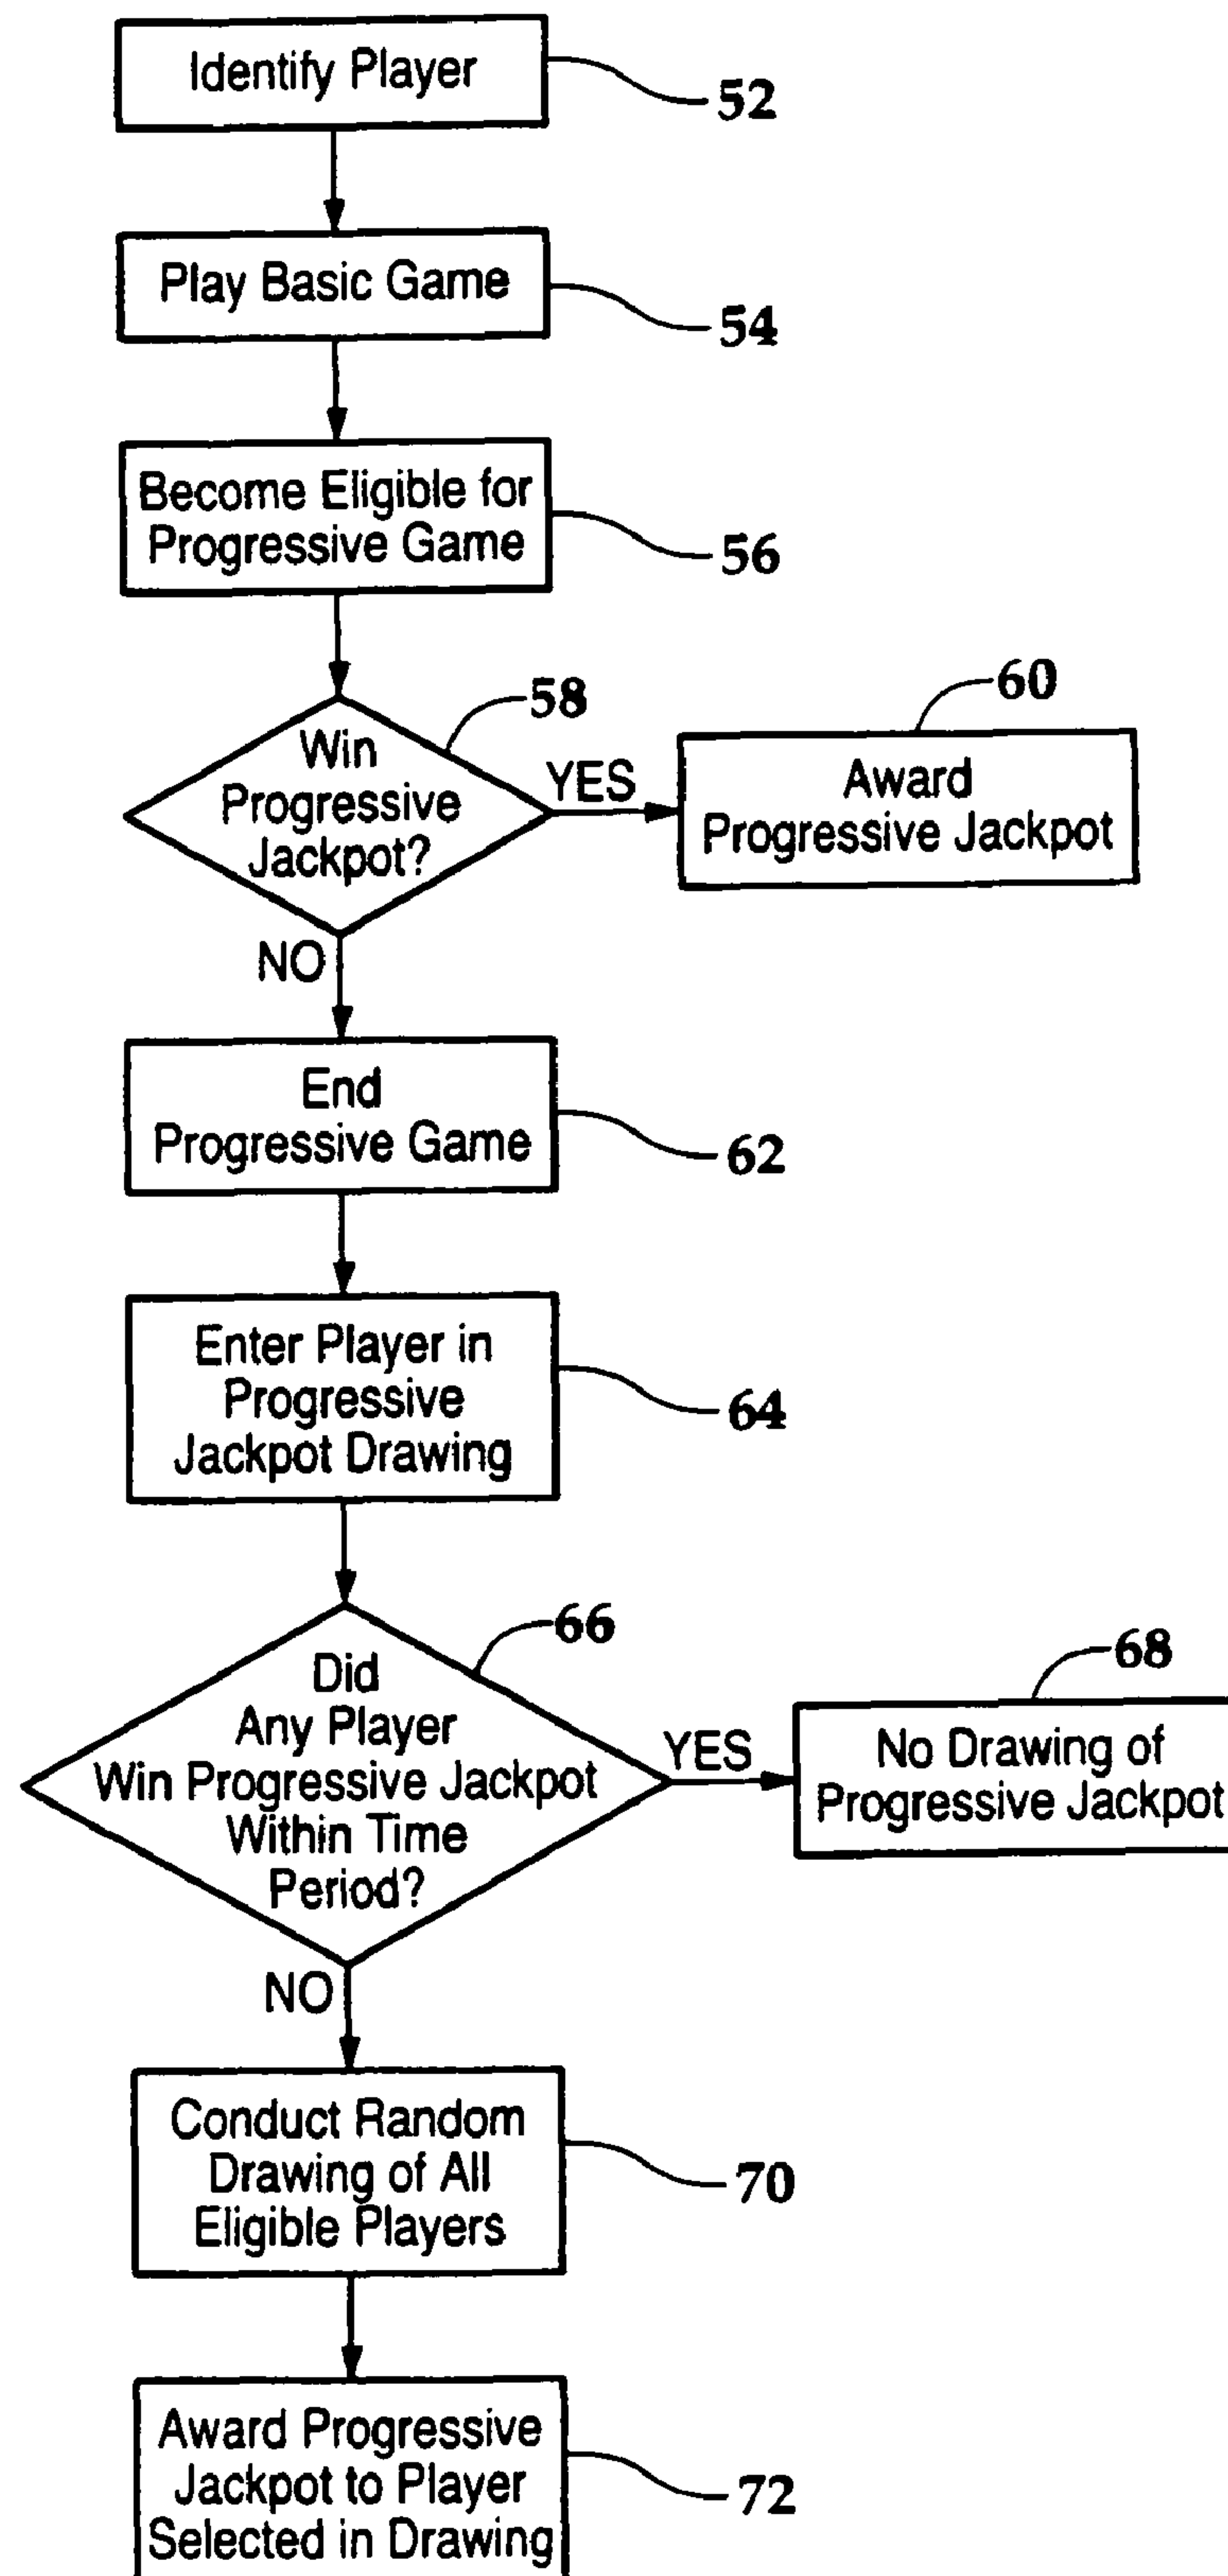 Identify Player
52
Play Basic Game
54
Become Eligible for
Progressive Game
56
58
Win
Progressive
Jackpot?
YES
60
Award
Progressive Jackpot
NO
End
Progressive Game
62
Enter Player in
Progressive
Jackpot Drawing
64
66
Did
Any Player
Win Progressive Jackpot
Within Time
Period?
YES
68
No Drawing of
Progressive Jackpot
NO
Conduct Random
Drawing of All
Eligible Players
70
Award Progressive
Jackpot to Player
Selected in Drawing
72